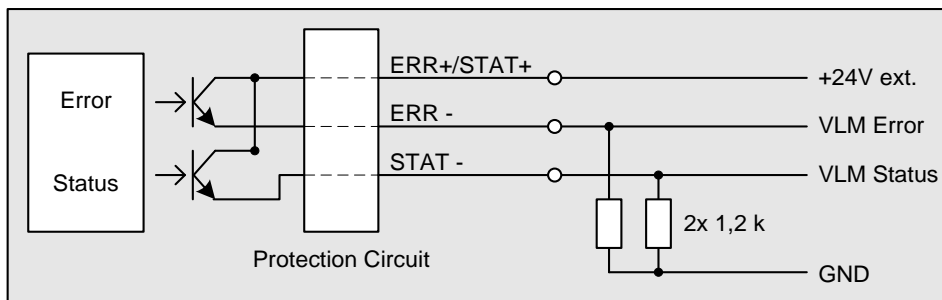 Error
Status
ERR+/STAT+
ERR -
STAT -
Protection Circuit
+24V ext.
VLM Error
VLM Status
2x 1,2 k
GND